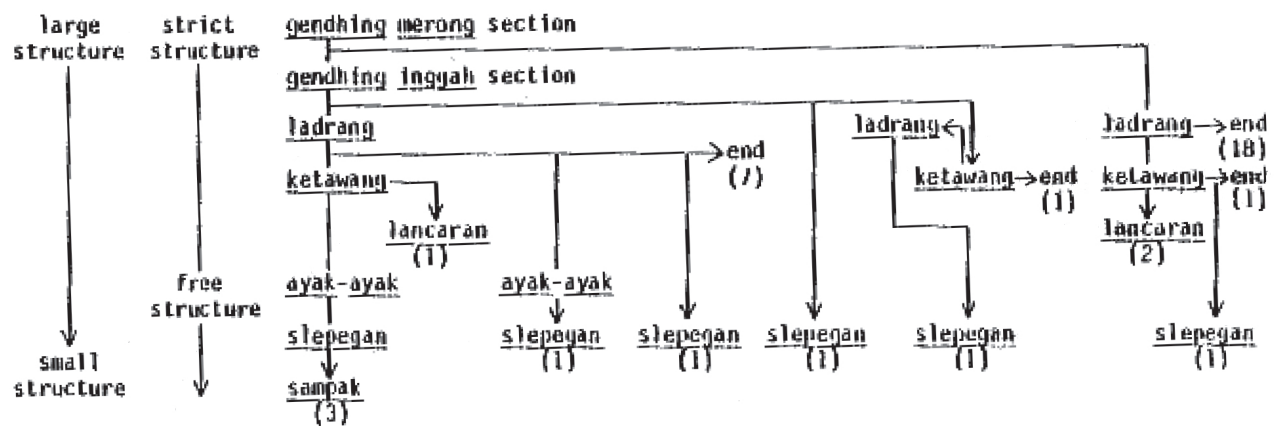 large strict gendhing merong section
structure structure
gendhing ingyah section
ladrang ladrang ladrang end
end (18)
ketawang (7) ketawang end ketawang end
(1) (1)
lancaran lancaran
(1) (2)
free ayak-ayak ayak-ayak
structure
slepegan slepegan slepegan slepegan slepegan slepegan
small (1) (1) (1) (1) (1)
structure sampak
(3)